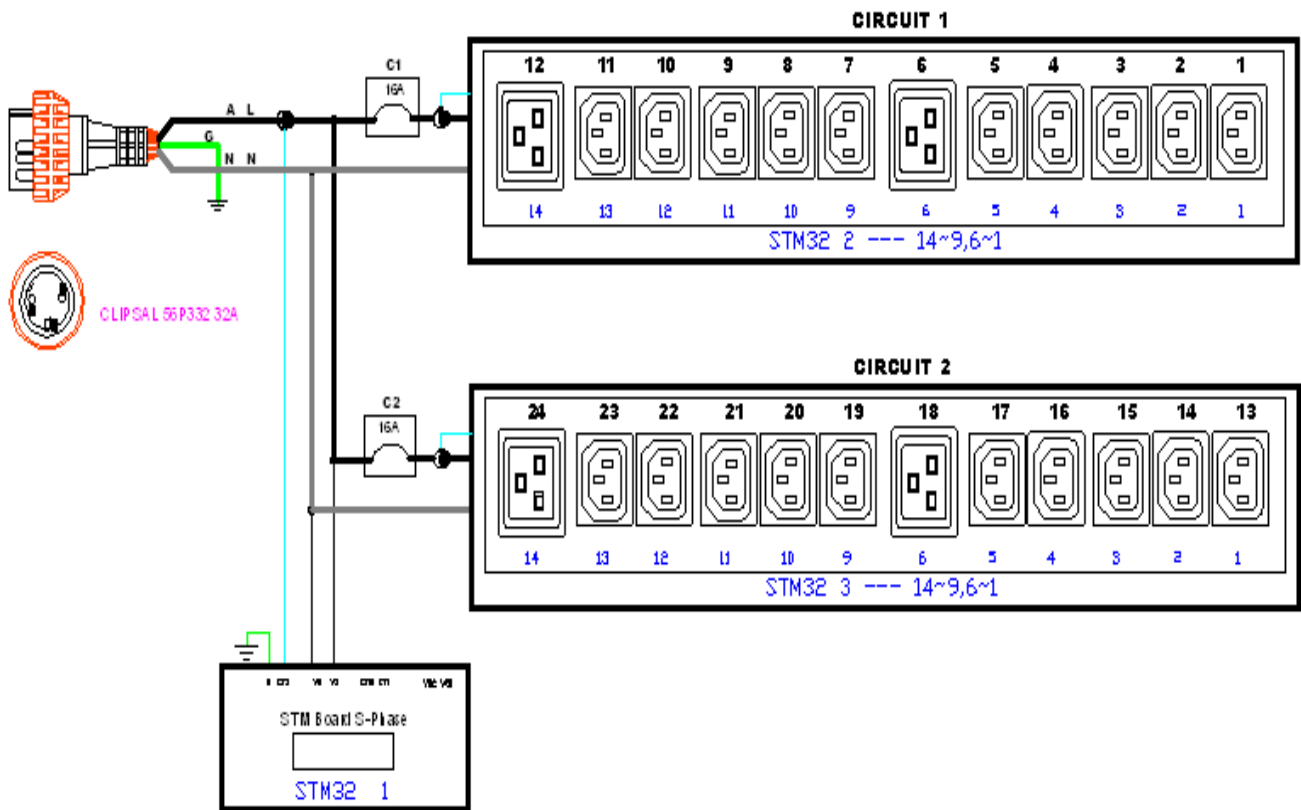 CIRCUIT 1
12 11 10 9 8 7 6 5 4 3 2 1
C1
16A
A L
G
N N
14 13 12 11 10 9 6 5 4 3 2 1
STM32 2 --- 14~9,6~1
CLIPSAL 56P332 32A
CIRCUIT 2
24 23 22 21 20 19 18 17 16 15 14 13
C2
16A
14 13 12 11 10 9 6 5 4 3 2 1
STM32 3 --- 14~9,6~1
STM Board S-Phase
STM32 1